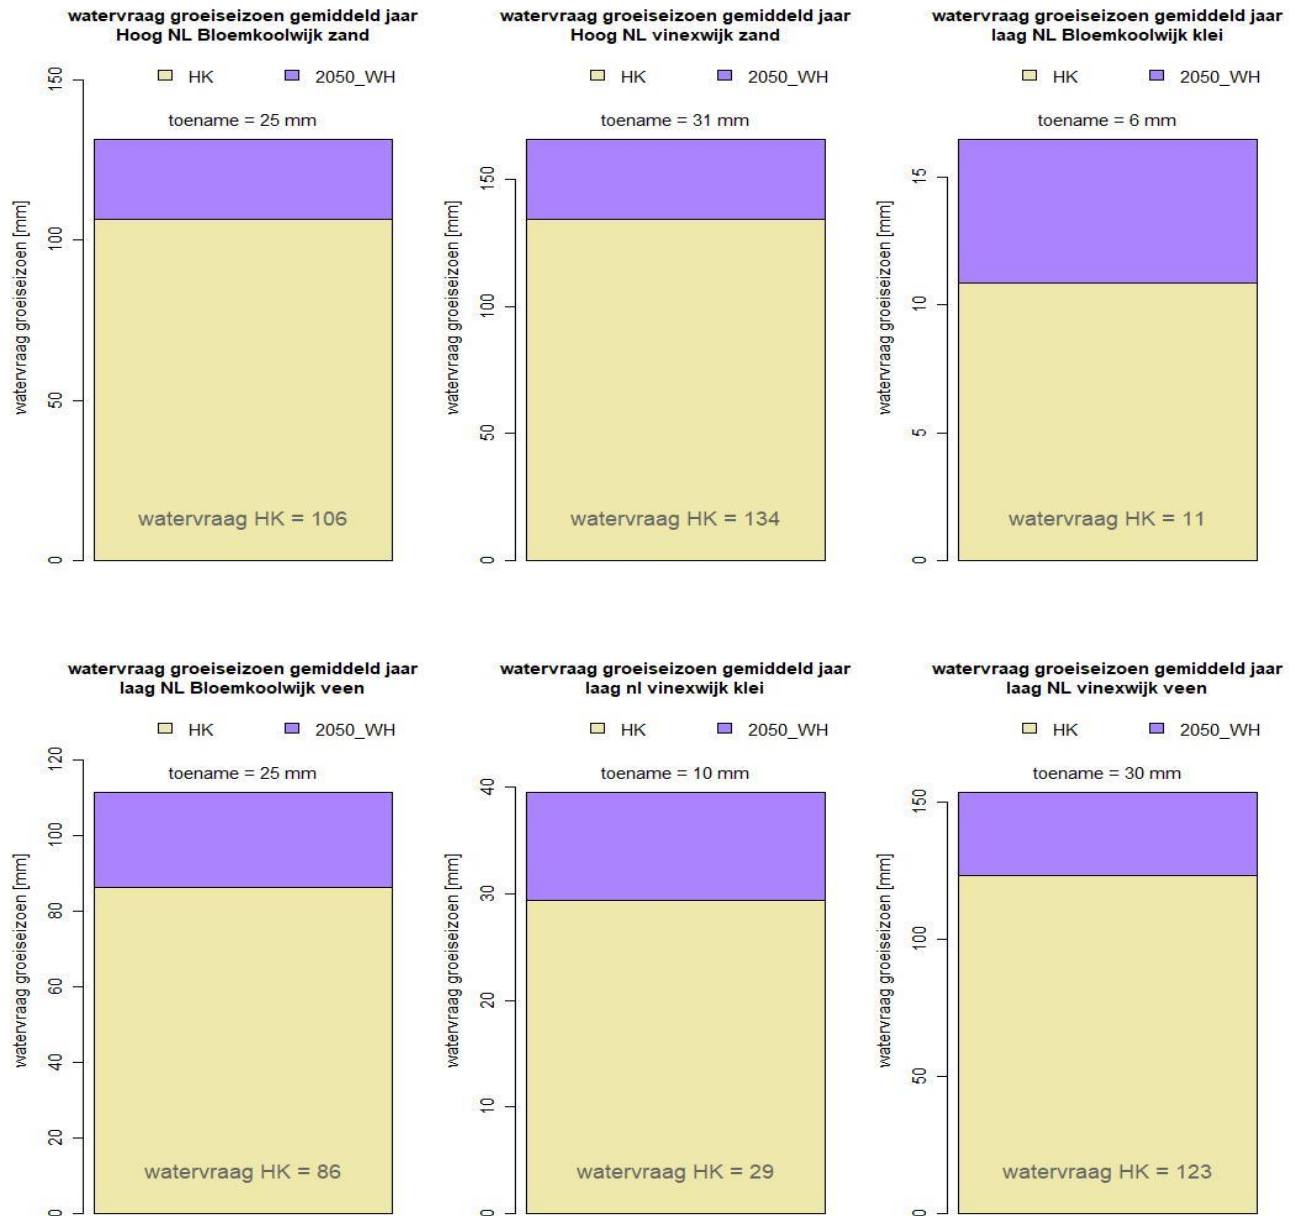 watervraag groeiseizoen gemiddeld jaar
Hoog NL Bloemkoolwijk zand
HK 2050_WH
toename = 25 mm
watervraag groeiseizoen [mm]
150
100
50
0
watervraag HK = 106
watervraag groeiseizoen gemiddeld jaar
Hoog NL vinexwijk zand
HK 2050_WH
toename = 31 mm
watervraag groeiseizoen [mm]
150
100
50
0
watervraag HK = 134
watervraag groeiseizoen gemiddeld jaar
laag NL Bloemkoolwijk klei
HK 2050_WH
toename = 6 mm
watervraag groeiseizoen [mm]
15
10
5
0
watervraag HK = 11
watervraag groeiseizoen gemiddeld jaar
laag NL Bloemkoolwijk veen
HK 2050_WH
toename = 25 mm
watervraag groeiseizoen [mm]
120
100
80
60
40
20
0
watervraag HK = 86
watervraag groeiseizoen gemiddeld jaar
laag nl vinexwijk klei
HK 2050_WH
toename = 10 mm
watervraag groeiseizoen [mm]
40
30
20
10
0
watervraag HK = 29
watervraag groeiseizoen gemiddeld jaar
laag NL vinexwijk veen
HK 2050_WH
toename = 30 mm
watervraag groeiseizoen [mm]
150
100
50
0
watervraag HK = 123